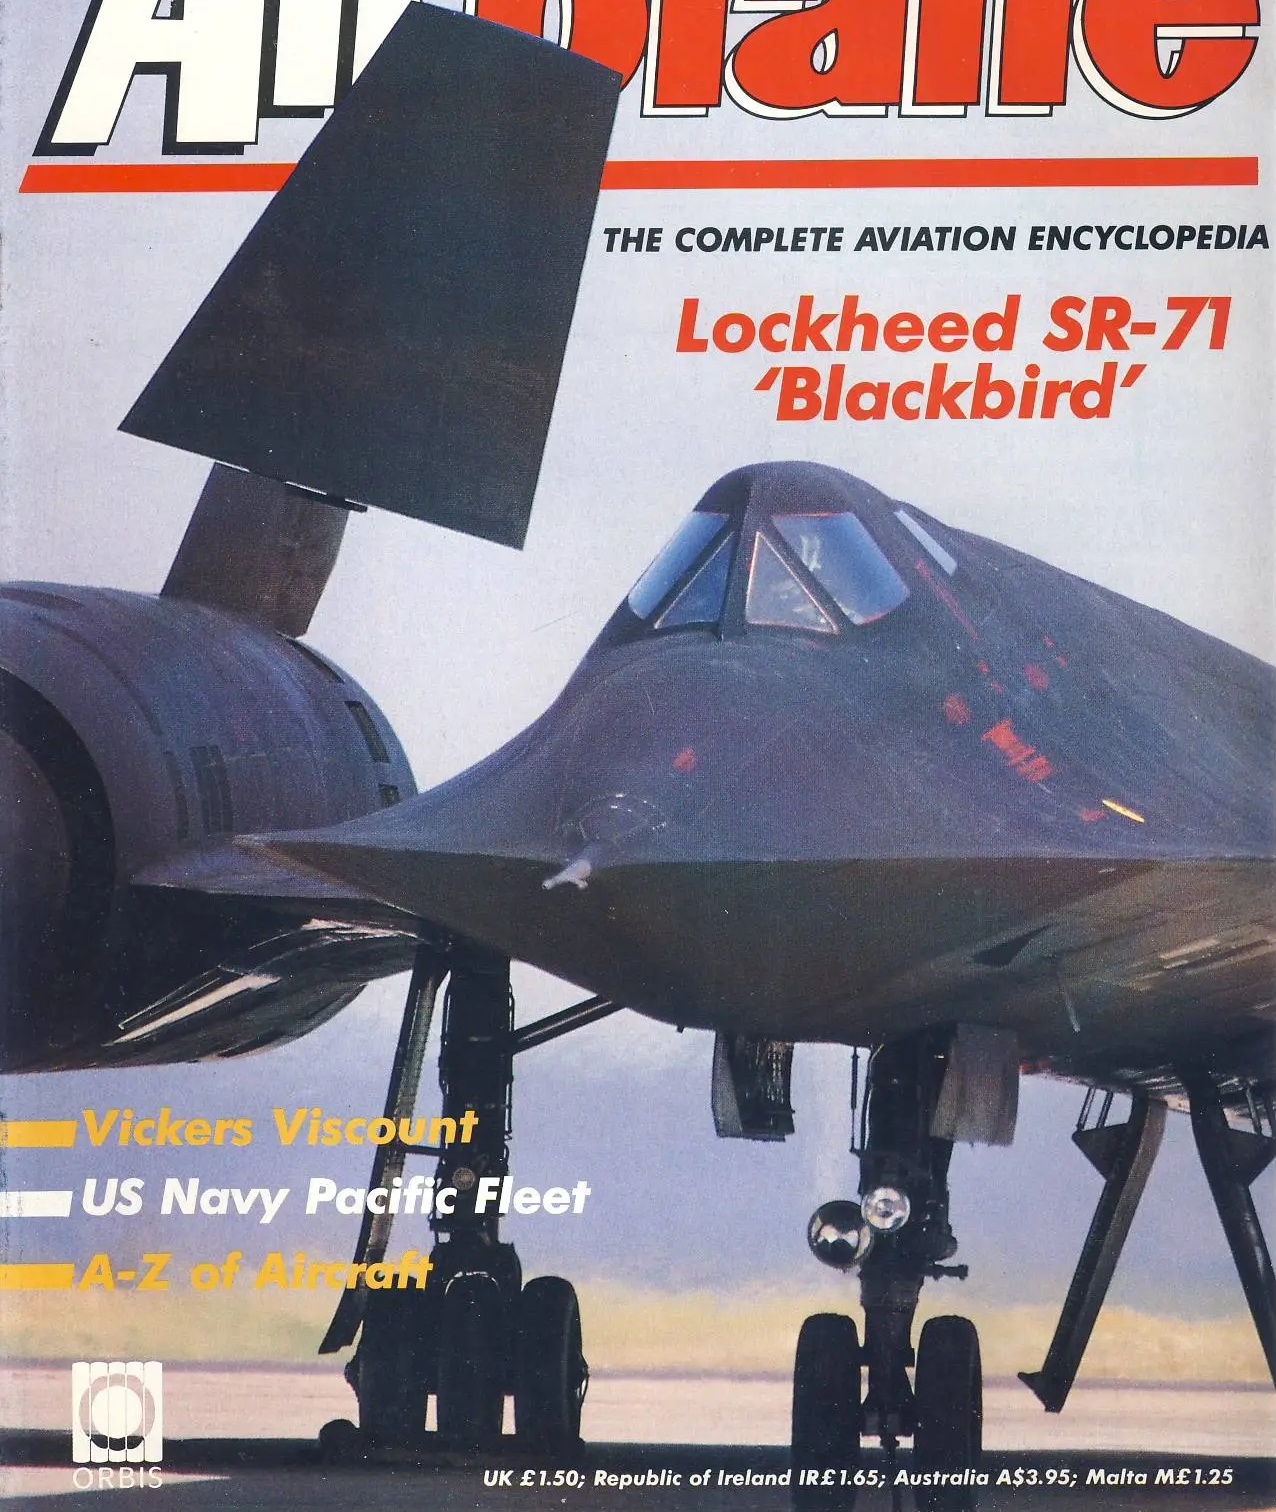 Airplane
THE COMPLETE AVIATION ENCYCLOPEDIA
Lockheed SR-71
'Blackbird'
Vickers Viscount
US Navy Pacific Fleet
A-Z of Aircraft
ORBIS
UK £1.50; Republic of Ireland IR£1.65; Australia A$3.95; Malta M£1.25